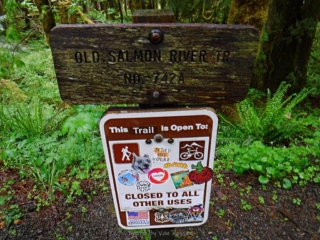 OLD SALMON RIVER TR.
NO. 742A
This Trail is Open To:
CLOSED TO ALL
OTHER USES